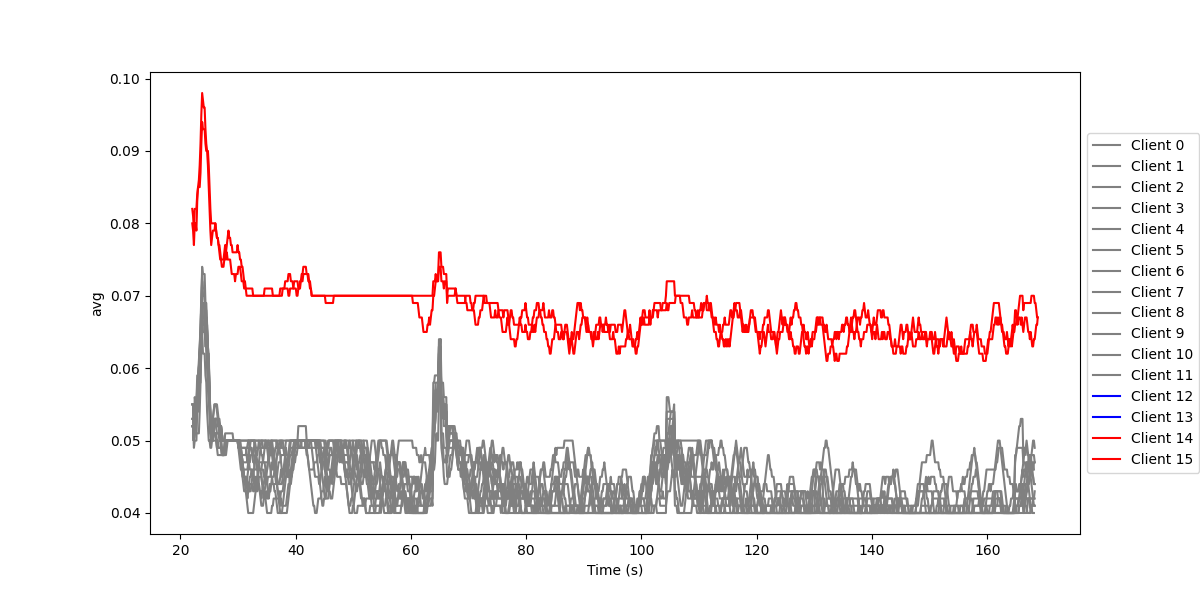 0.10
0.09
0.08
0.07
0.06
0.05
0.04
avg
20 40 60 80 100 120 140 160
Time (s)
Client 0
Client 1
Client 2
Client 3
Client 4
Client 5
Client 6
Client 7
Client 8
Client 9
Client 10
Client 11
Client 12
Client 13
Client 14
Client 15